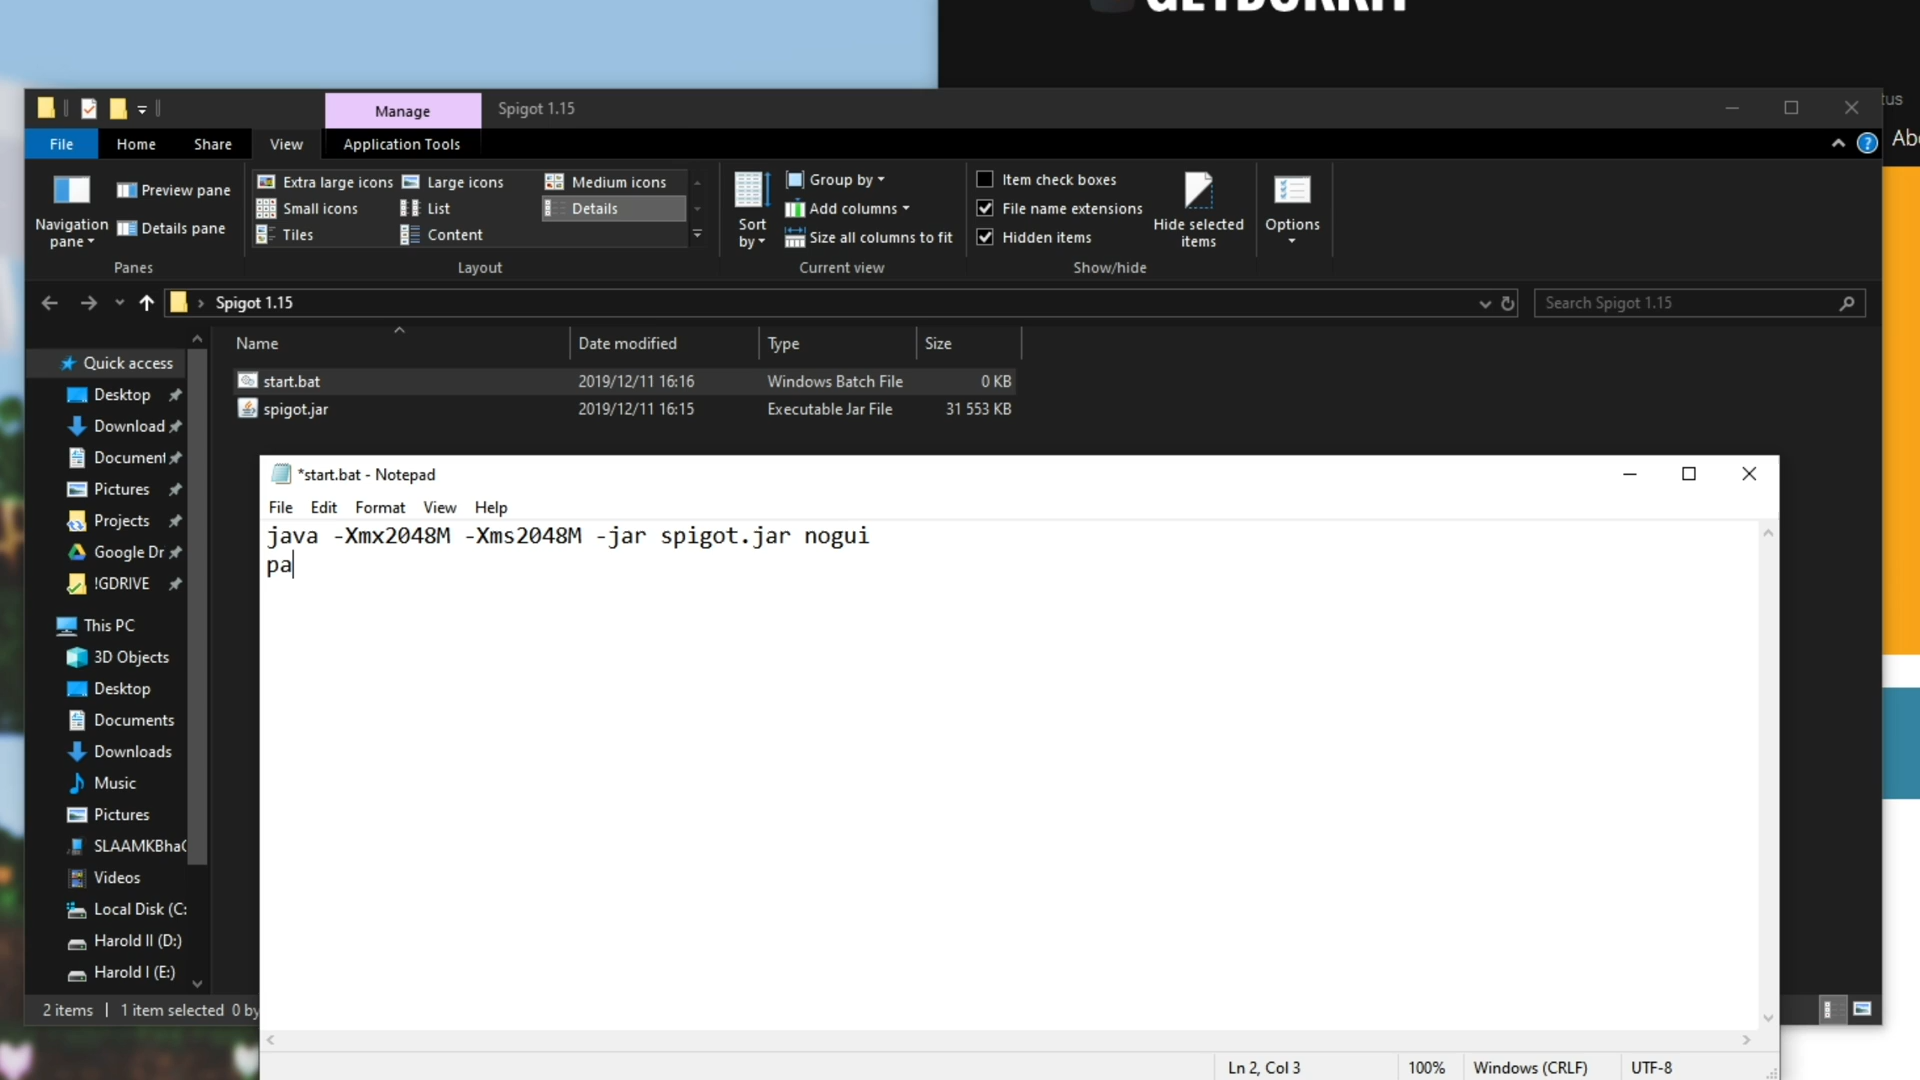 GETBUKKIT
tus
Abo
Manage
Spigot 1.15
File
Home
Share
View
Application Tools
Navigation pane
Preview pane
Details pane
Panes
Extra large icons
Large icons
Medium icons
Small icons
List
Details
Tiles
Content
Layout
Sort by
Group by
Add columns
Size all columns to fit
Current view
Item check boxes
File name extensions
Hidden items
Hide selected items
Show/hide
Options
Spigot 1.15
Search Spigot 1.15
Name Date modified Type Size
start.bat 2019/12/11 16:16 Windows Batch File 0 KB
spigot.jar 2019/12/11 16:15 Executable Jar File 31 553 KB
Quick access
Desktop
Download
Document
Pictures
Projects
Google Dr
!GDRIVE
This PC
3D Objects
Desktop
Documents
Downloads
Music
Pictures
SLAAMKBha
Videos
Local Disk (C:
Harold II (D:)
Harold I (E:)
2 items | 1 item selected 0 by
*start.bat - Notepad
File Edit Format View Help
java -Xmx2048M -Xms2048M -jar spigot.jar nogui
pa
Ln 2, Col 3
100%
Windows (CRLF)
UTF-8